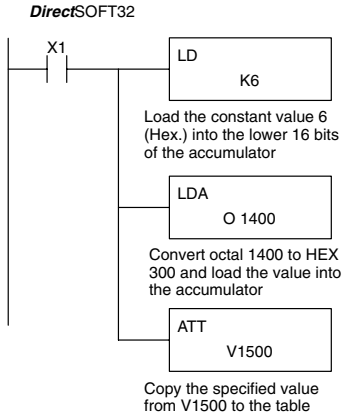 DirectSOFT32
X1
LD
K6
Load the constant value 6
(Hex.) into the lower 16 bits
of the accumulator
LDA
O 1400
Convert octal 1400 to HEX
300 and load the value into
the accumulator
ATT
V1500
Copy the specified value
from V1500 to the table